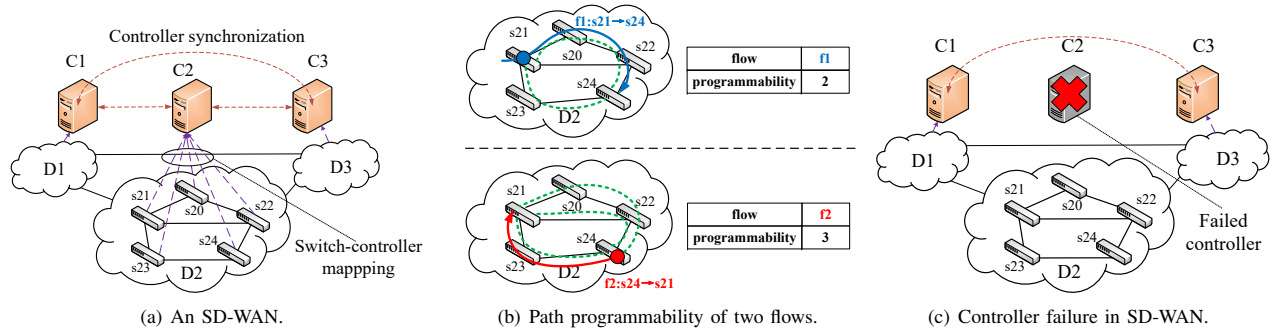 Controller synchronization
C1
C2
C3
D1
D3
s21
s20
s22
s24
s23
D2
Switch-controller
mappping
(a) An SD-WAN.
f1:s21→s24
s21
s20
s22
s24
s23
D2
flow f1
programmability 2
s21
s20
s22
s24
s23
D2
f2:s24→s21
flow f2
programmability 3
(b) Path programmability of two flows.
C1
C2
C3
D1
D3
s21
s20
s22
s24
s23
D2
Failed
controller
(c) Controller failure in SD-WAN.